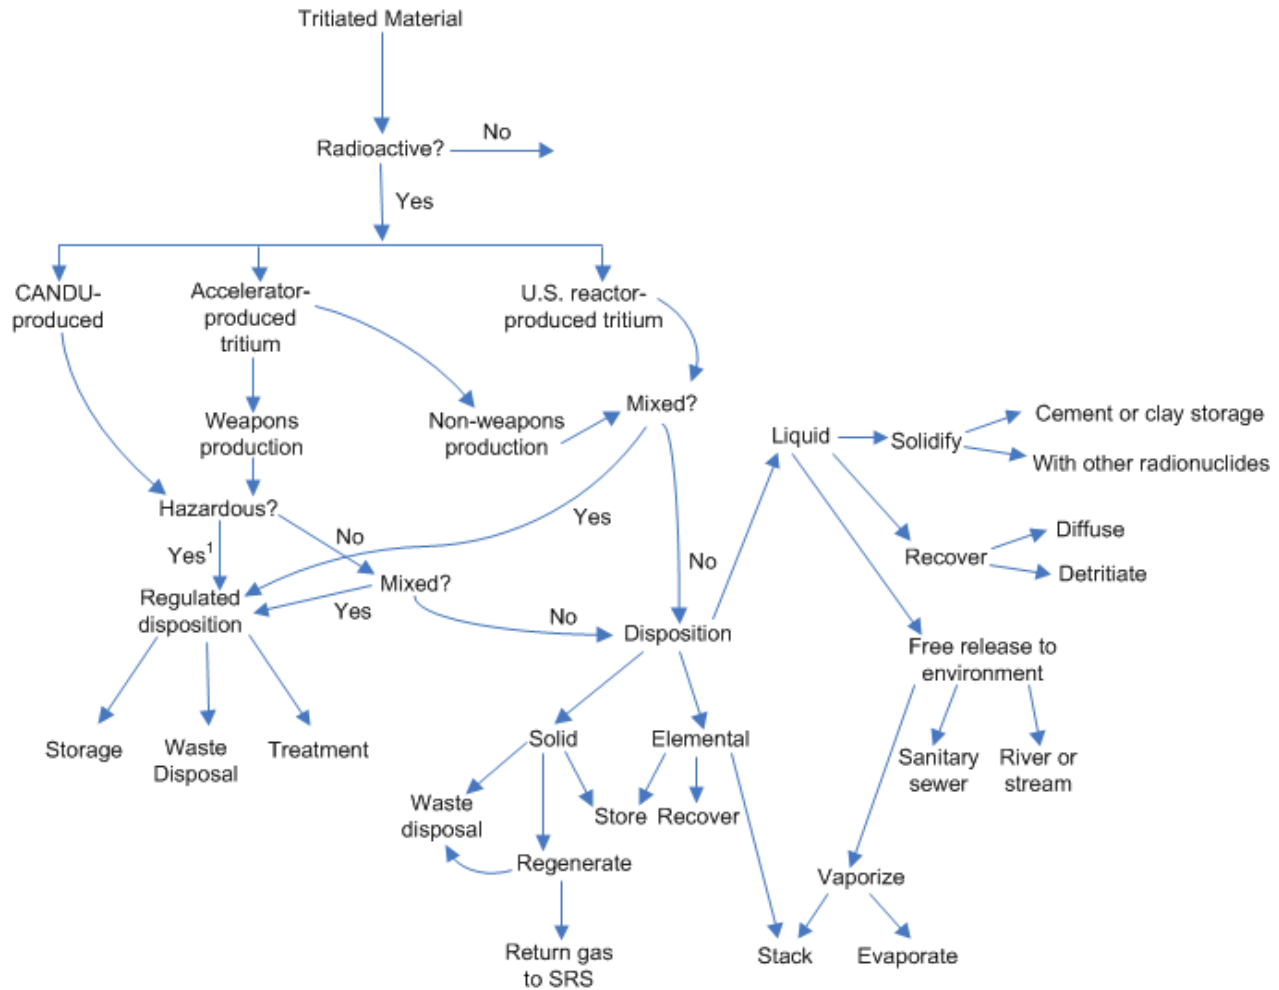 Tritiated Material
No
Radioactive?
Yes
CANDU-
produced
Accelerator-
produced
tritium
U.S. reactor-
produced tritium
Weapons
production
Non-weapons
production
Mixed?
Liquid
Solidify
Cement or clay storage
With other radionuclides
Hazardous?
Yes
No
Yes¹
No
Recover
Diffuse
Detritiate
Regulated
disposition
Mixed?
Yes
No
Disposition
Free release to
environment
Storage
Waste
Disposal
Treatment
Solid
Elemental
Sanitary
sewer
River or
stream
Waste
disposal
Store
Recover
Regenerate
Vaporize
Return gas
to SRS
Stack
Evaporate